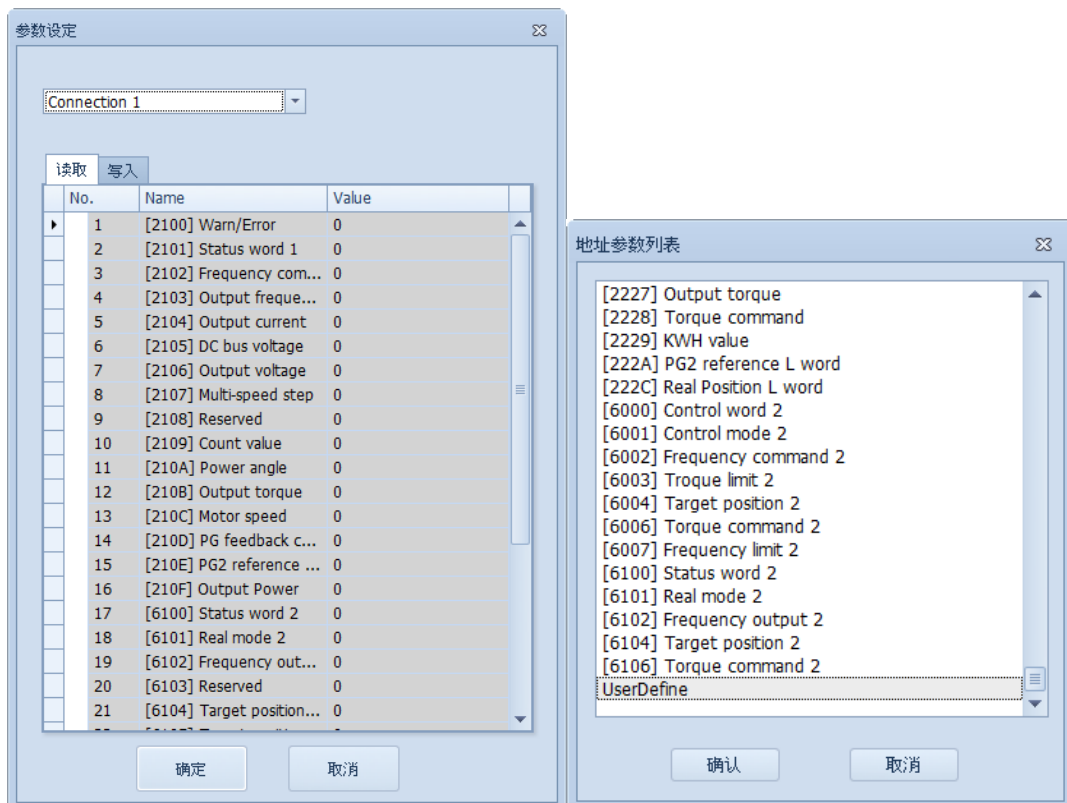 参数设定
Connection 1
读取 写入
No. Name Value
1 [2100] Warn/Error 0
2 [2101] Status word 1 0
3 [2102] Frequency com... 0
4 [2103] Output freque... 0
5 [2104] Output current 0
6 [2105] DC bus voltage 0
7 [2106] Output voltage 0
8 [2107] Multi-speed step 0
9 [2108] Reserved 0
10 [2109] Count value 0
11 [210A] Power angle 0
12 [210B] Output torque 0
13 [210C] Motor speed 0
14 [210D] PG feedback c... 0
15 [210E] PG2 reference ... 0
16 [210F] Output Power 0
17 [6100] Status word 2 0
18 [6101] Real mode 2 0
19 [6102] Frequency out... 0
20 [6103] Reserved 0
21 [6104] Target position... 0
确定 取消
地址参数列表
[2227] Output torque
[2228] Torque command
[2229] KWH value
[222A] PG2 reference L word
[222C] Real Position L word
[6000] Control word 2
[6001] Control mode 2
[6002] Frequency command 2
[6003] Troque limit 2
[6004] Target position 2
[6006] Torque command 2
[6007] Frequency limit 2
[6100] Status word 2
[6101] Real mode 2
[6102] Frequency output 2
[6104] Target position 2
[6106] Torque command 2
UserDefine
确认 取消